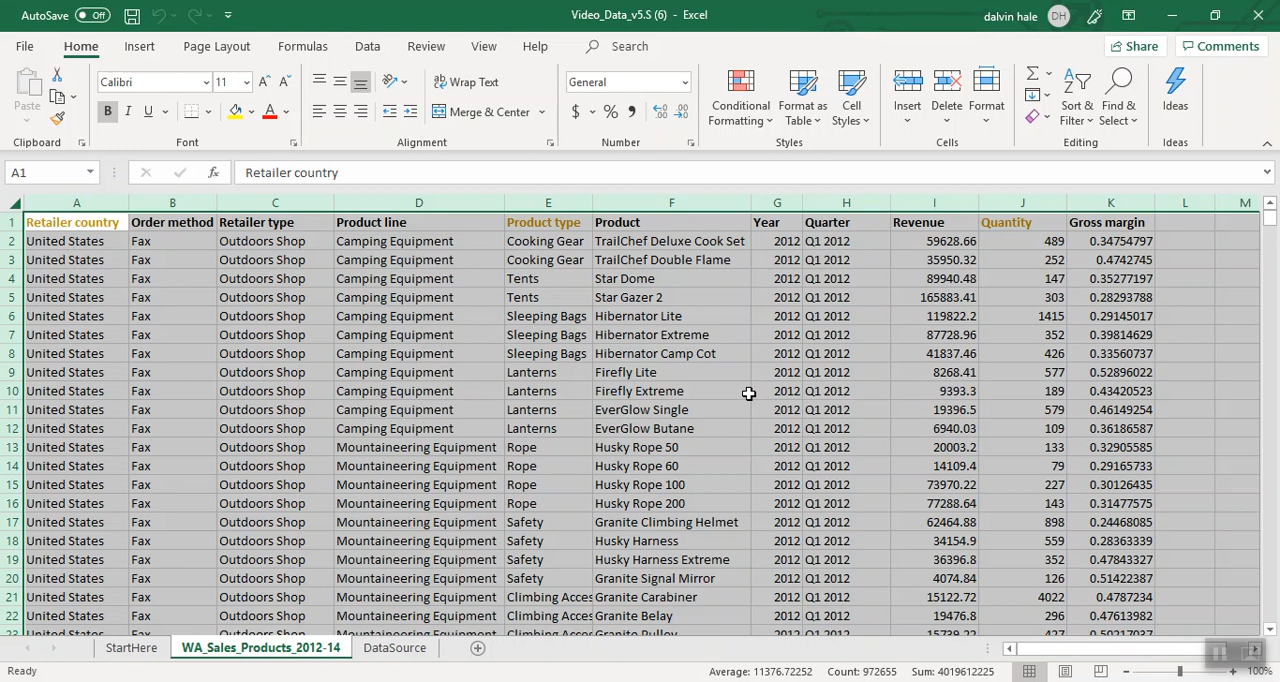 AutoSave Off Video_Data_v5.S (6) - Excel dalvin hale DH
File Home Insert Page Layout Formulas Data Review View Help Search Share Comments
Paste Calibri 11 Wrap Text General Conditional Formatting Format as Table Cell Styles Insert Delete Format Sort & Filter Find & Select Ideas
B I U A Merge & Center $ % ,
Clipboard Font Alignment Number Styles Cells Editing Ideas
A1 fx Retailer country
A B C D E F G H I J K L M
1 Retailer country Order method Retailer type Product line Product type Product Year Quarter Revenue Quantity Gross margin
2 United States Fax Outdoors Shop Camping Equipment Cooking Gear TrailChef Deluxe Cook Set 2012 Q1 2012 59628.66 489 0.34754797
3 United States Fax Outdoors Shop Camping Equipment Cooking Gear TrailChef Double Flame 2012 Q1 2012 35950.32 252 0.4742745
4 United States Fax Outdoors Shop Camping Equipment Tents Star Dome 2012 Q1 2012 89940.48 147 0.35277197
5 United States Fax Outdoors Shop Camping Equipment Tents Star Gazer 2 2012 Q1 2012 165883.41 303 0.28293788
6 United States Fax Outdoors Shop Camping Equipment Sleeping Bags Hibernator Lite 2012 Q1 2012 119822.2 1415 0.29145017
7 United States Fax Outdoors Shop Camping Equipment Sleeping Bags Hibernator Extreme 2012 Q1 2012 87728.96 352 0.39814629
8 United States Fax Outdoors Shop Camping Equipment Sleeping Bags Hibernator Camp Cot 2012 Q1 2012 41837.46 426 0.33560737
9 United States Fax Outdoors Shop Camping Equipment Lanterns Firefly Lite 2012 Q1 2012 8268.41 577 0.52896022
10 United States Fax Outdoors Shop Camping Equipment Lanterns Firefly Extreme 2012 Q1 2012 9393.3 189 0.43420523
11 United States Fax Outdoors Shop Camping Equipment Lanterns EverGlow Single 2012 Q1 2012 19396.5 579 0.46149254
12 United States Fax Outdoors Shop Camping Equipment Lanterns EverGlow Butane 2012 Q1 2012 6940.03 109 0.36186587
13 United States Fax Outdoors Shop Mountaineering Equipment Rope Husky Rope 50 2012 Q1 2012 20003.2 133 0.32905585
14 United States Fax Outdoors Shop Mountaineering Equipment Rope Husky Rope 60 2012 Q1 2012 14109.4 79 0.29165733
15 United States Fax Outdoors Shop Mountaineering Equipment Rope Husky Rope 100 2012 Q1 2012 73970.22 227 0.30126435
16 United States Fax Outdoors Shop Mountaineering Equipment Rope Husky Rope 200 2012 Q1 2012 77288.64 143 0.31477575
17 United States Fax Outdoors Shop Mountaineering Equipment Safety Granite Climbing Helmet 2012 Q1 2012 62464.88 898 0.24468085
18 United States Fax Outdoors Shop Mountaineering Equipment Safety Husky Harness 2012 Q1 2012 34154.9 559 0.28363339
19 United States Fax Outdoors Shop Mountaineering Equipment Safety Husky Harness Extreme 2012 Q1 2012 36396.8 352 0.47843327
20 United States Fax Outdoors Shop Mountaineering Equipment Safety Granite Signal Mirror 2012 Q1 2012 4074.84 126 0.51422387
21 United States Fax Outdoors Shop Mountaineering Equipment Climbing Acces Granite Carabiner 2012 Q1 2012 15122.72 4022 0.4787234
22 United States Fax Outdoors Shop Mountaineering Equipment Climbing Acces Granite Belay 2012 Q1 2012 19476.8 296 0.47613982
23 United States Fax Outdoors Shop Mountaineering Equipment Climbing Acces Granite Pulley 2012 Q1 2012 15739.22 427 0.50217037
StartHere WA_Sales_Products_2012-14 DataSource
Ready Average: 11376.72252 Count: 972655 Sum: 4019612225 100%